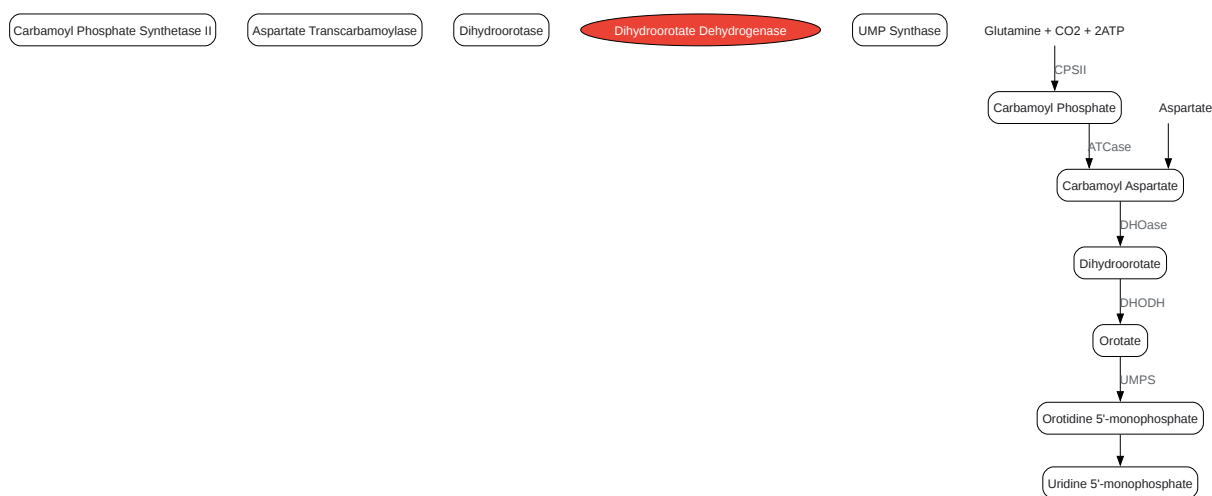 Carbamoyl Phosphate Synthetase II
Aspartate Transcarbamoylase
Dihydroorotase
Dihydroorotate Dehydrogenase
UMP Synthase
Glutamine + CO2 + 2ATP
CPSII
Carbamoyl Phosphate
Aspartate
ATCase
Carbamoyl Aspartate
DHOase
Dihydroorotate
DHODH
Orotate
UMPS
Orotidine 5'-monophosphate
Uridine 5'-monophosphate